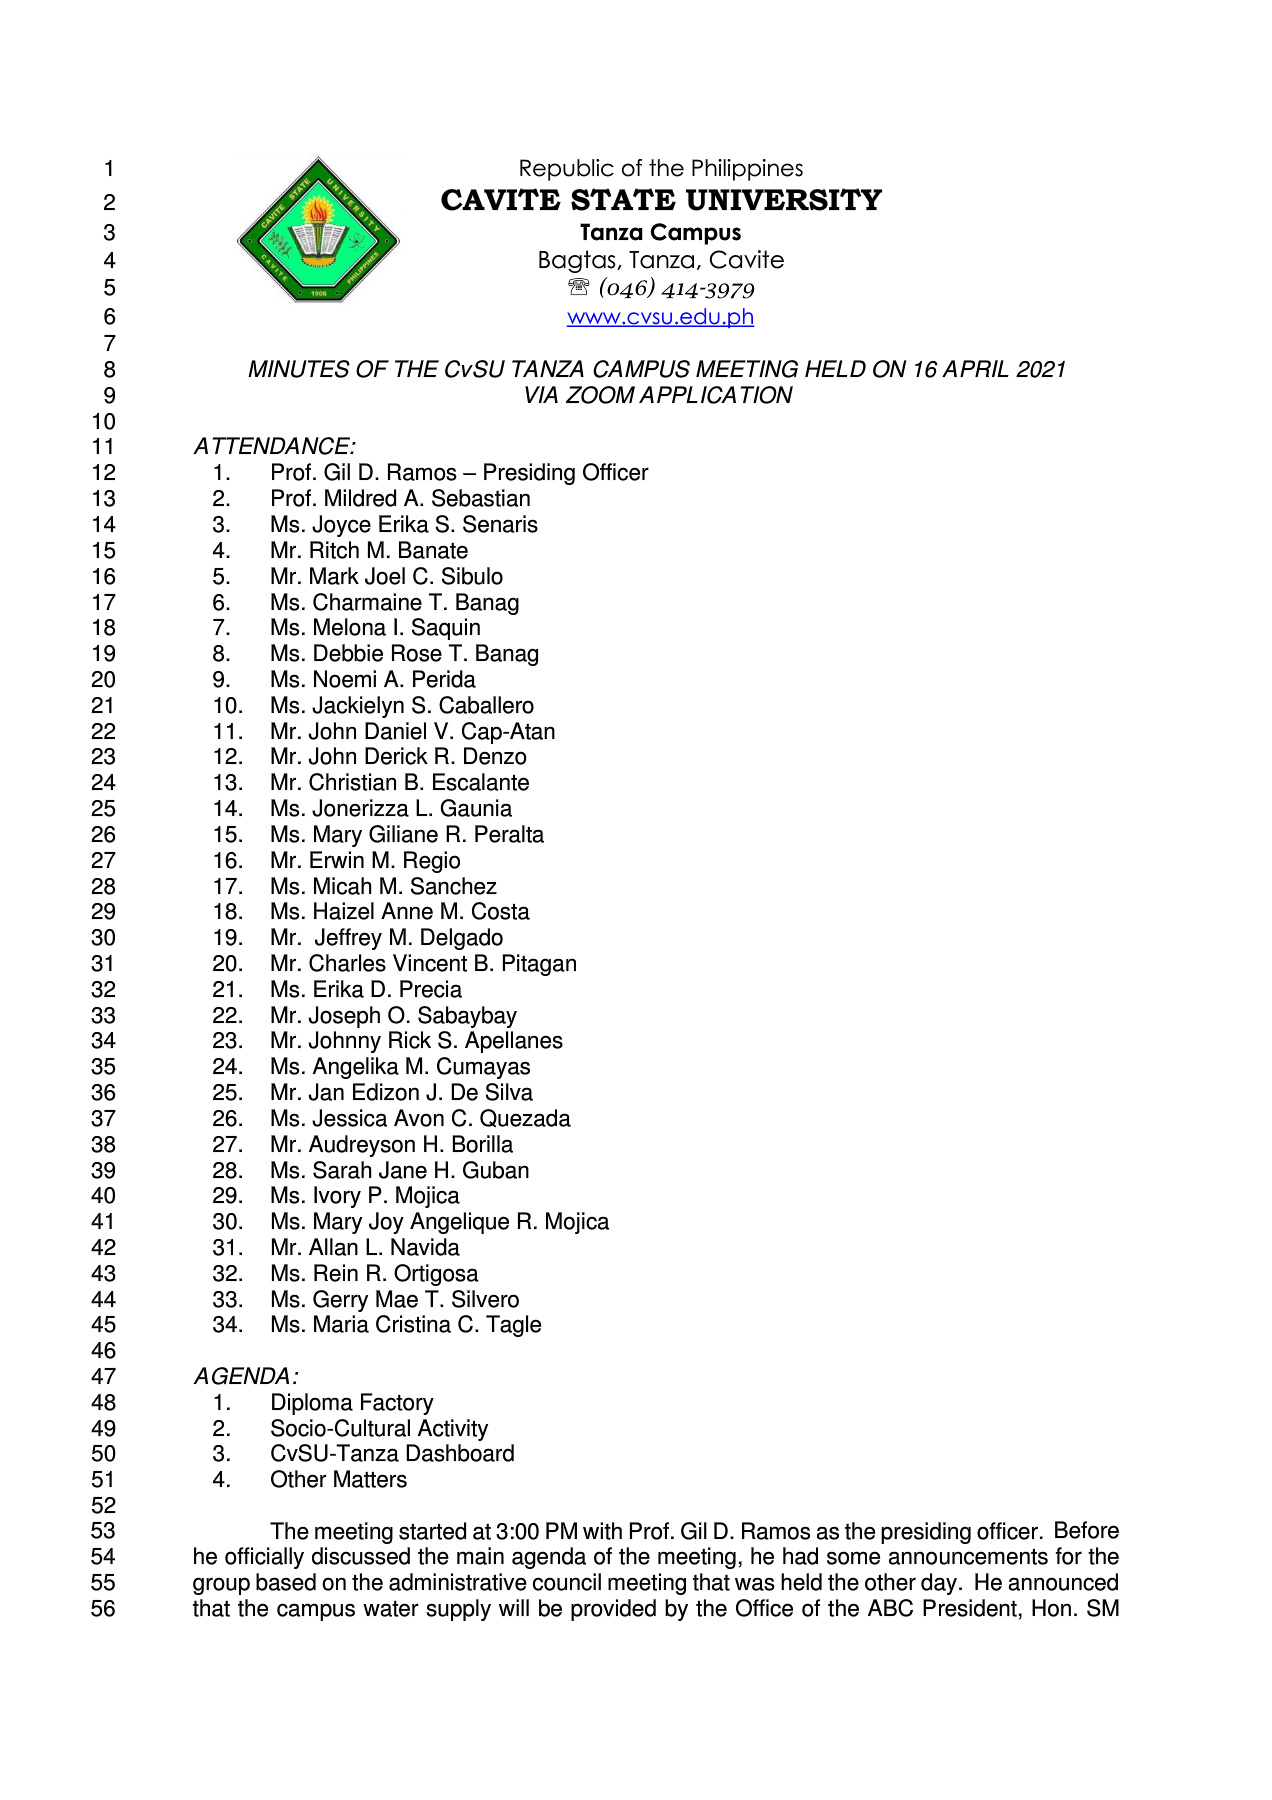 1 Republic of the Philippines
2 CAVITE STATE UNIVERSITY
3 Tanza Campus
4 Bagtas, Tanza, Cavite
5 ☏ (046) 414-3979
6 www.cvsu.edu.ph
7
8 MINUTES OF THE CvSU TANZA CAMPUS MEETING HELD ON 16 APRIL 2021
9 VIA ZOOM APPLICATION
10
11 ATTENDANCE:
12 1. Prof. Gil D. Ramos – Presiding Officer
13 2. Prof. Mildred A. Sebastian
14 3. Ms. Joyce Erika S. Senaris
15 4. Mr. Ritch M. Banate
16 5. Mr. Mark Joel C. Sibulo
17 6. Ms. Charmaine T. Banag
18 7. Ms. Melona I. Saquin
19 8. Ms. Debbie Rose T. Banag
20 9. Ms. Noemi A. Perida
21 10. Ms. Jackielyn S. Caballero
22 11. Mr. John Daniel V. Cap-Atan
23 12. Mr. John Derick R. Denzo
24 13. Mr. Christian B. Escalante
25 14. Ms. Jonerizza L. Gaunia
26 15. Ms. Mary Giliane R. Peralta
27 16. Mr. Erwin M. Regio
28 17. Ms. Micah M. Sanchez
29 18. Ms. Haizel Anne M. Costa
30 19. Mr.  Jeffrey M. Delgado
31 20. Mr. Charles Vincent B. Pitagan
32 21. Ms. Erika D. Precia
33 22. Mr. Joseph O. Sabaybay
34 23. Mr. Johnny Rick S. Apellanes
35 24. Ms. Angelika M. Cumayas
36 25. Mr. Jan Edizon J. De Silva
37 26. Ms. Jessica Avon C. Quezada
38 27. Mr. Audreyson H. Borilla
39 28. Ms. Sarah Jane H. Guban
40 29. Ms. Ivory P. Mojica
41 30. Ms. Mary Joy Angelique R. Mojica
42 31. Mr. Allan L. Navida
43 32. Ms. Rein R. Ortigosa
44 33. Ms. Gerry Mae T. Silvero
45 34. Ms. Maria Cristina C. Tagle
46
47 AGENDA:
48 1. Diploma Factory
49 2. Socio-Cultural Activity
50 3. CvSU-Tanza Dashboard
51 4. Other Matters
52
53 The meeting started at 3:00 PM with Prof. Gil D. Ramos as the presiding officer. Before
54 he officially discussed the main agenda of the meeting, he had some announcements for the
55 group based on the administrative council meeting that was held the other day. He announced
56 that the campus water supply will be provided by the Office of the ABC President, Hon. SM
CAVITE STATE UNIVERSITY
CAVITE PHILIPPINES
1906